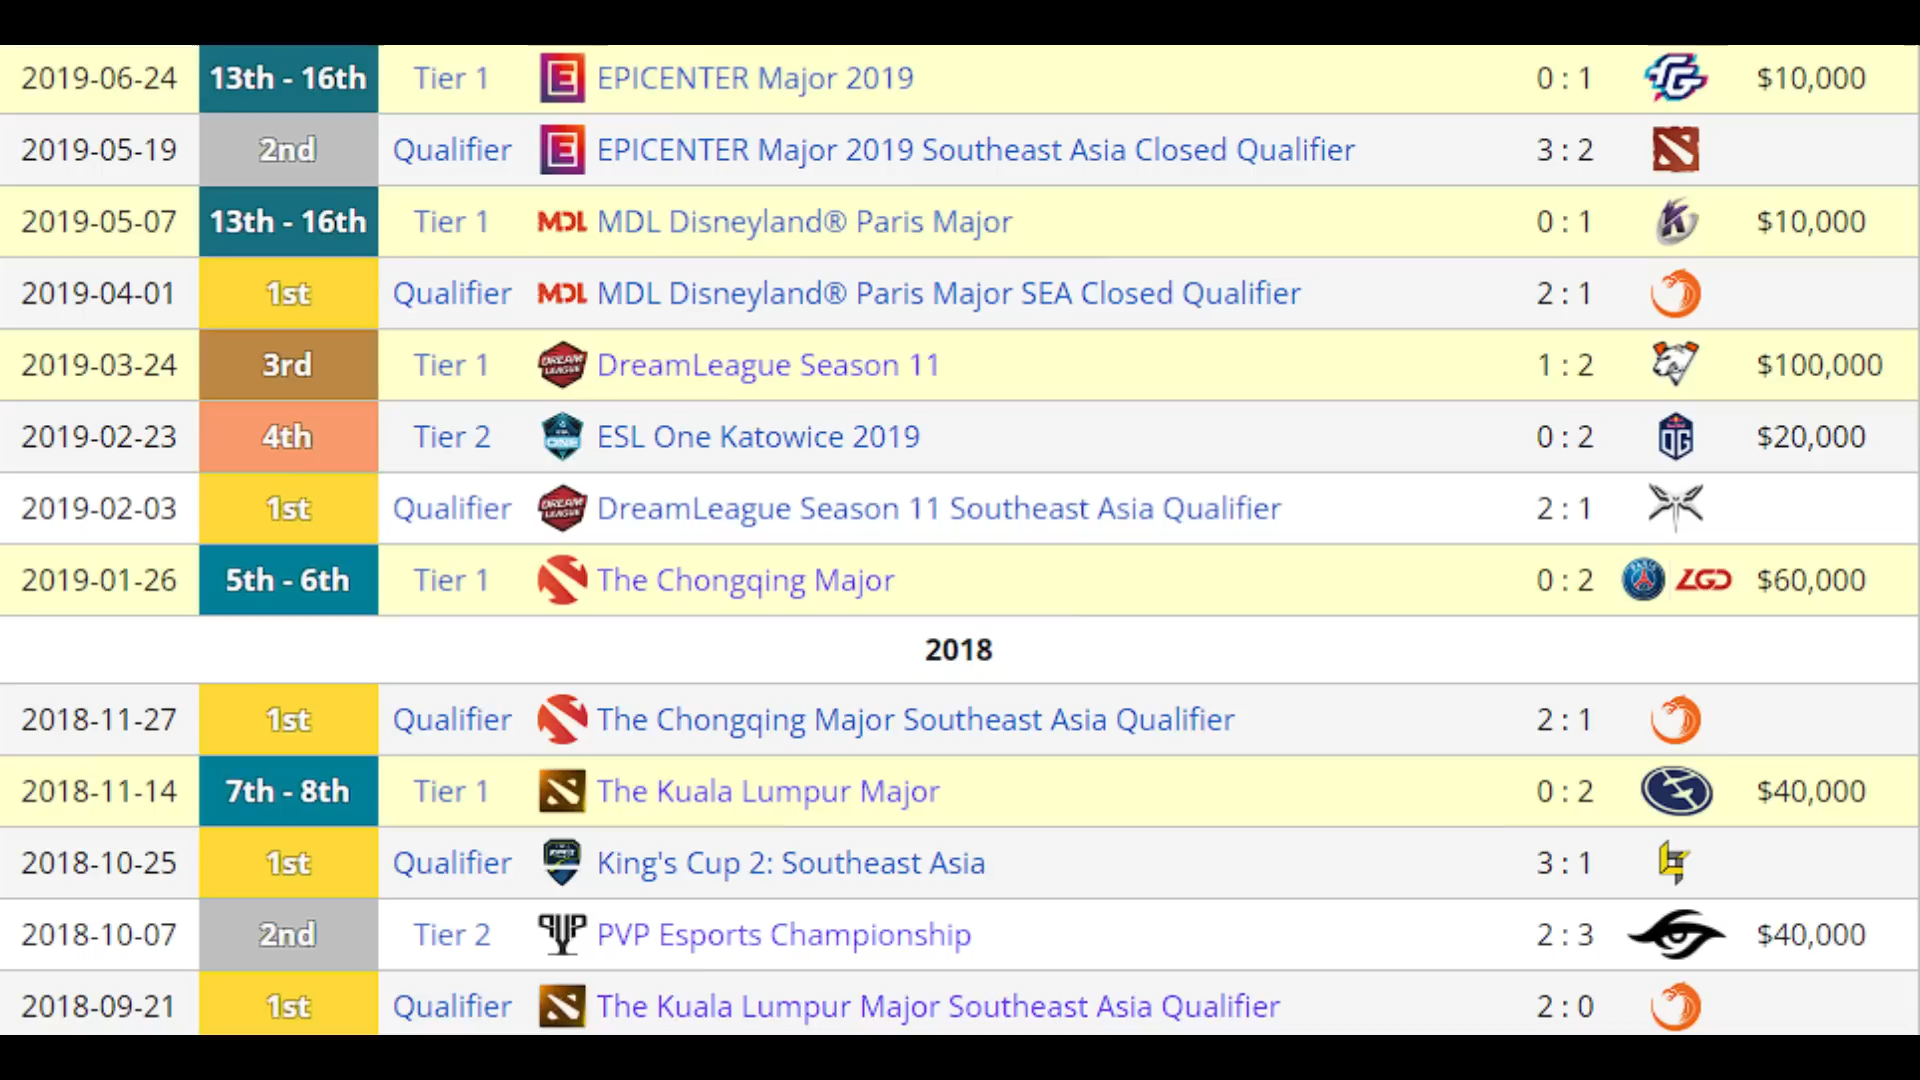 2019-06-24 13th - 16th Tier 1 E EPICENTER Major 2019 0 : 1 $10,000
2019-05-19 2nd Qualifier E EPICENTER Major 2019 Southeast Asia Closed Qualifier 3 : 2
2019-05-07 13th - 16th Tier 1 MDL MDL Disneyland® Paris Major 0 : 1 K $10,000
2019-04-01 1st Qualifier MDL MDL Disneyland® Paris Major SEA Closed Qualifier 2 : 1
2019-03-24 3rd Tier 1 DREAM LEAGUE DreamLeague Season 11 1 : 2 $100,000
2019-02-23 4th Tier 2 ONE ESL One Katowice 2019 0 : 2 OG $20,000
2019-02-03 1st Qualifier DREAM LEAGUE DreamLeague Season 11 Southeast Asia Qualifier 2 : 1
2019-01-26 5th - 6th Tier 1 The Chongqing Major 0 : 2 PARIS LGD $60,000
2018
2018-11-27 1st Qualifier The Chongqing Major Southeast Asia Qualifier 2 : 1
2018-11-14 7th - 8th Tier 1 The Kuala Lumpur Major 0 : 2 $40,000
2018-10-25 1st Qualifier King's Cup 2: Southeast Asia 3 : 1
2018-10-07 2nd Tier 2 PVP PVP Esports Championship 2 : 3 $40,000
2018-09-21 1st Qualifier The Kuala Lumpur Major Southeast Asia Qualifier 2 : 0